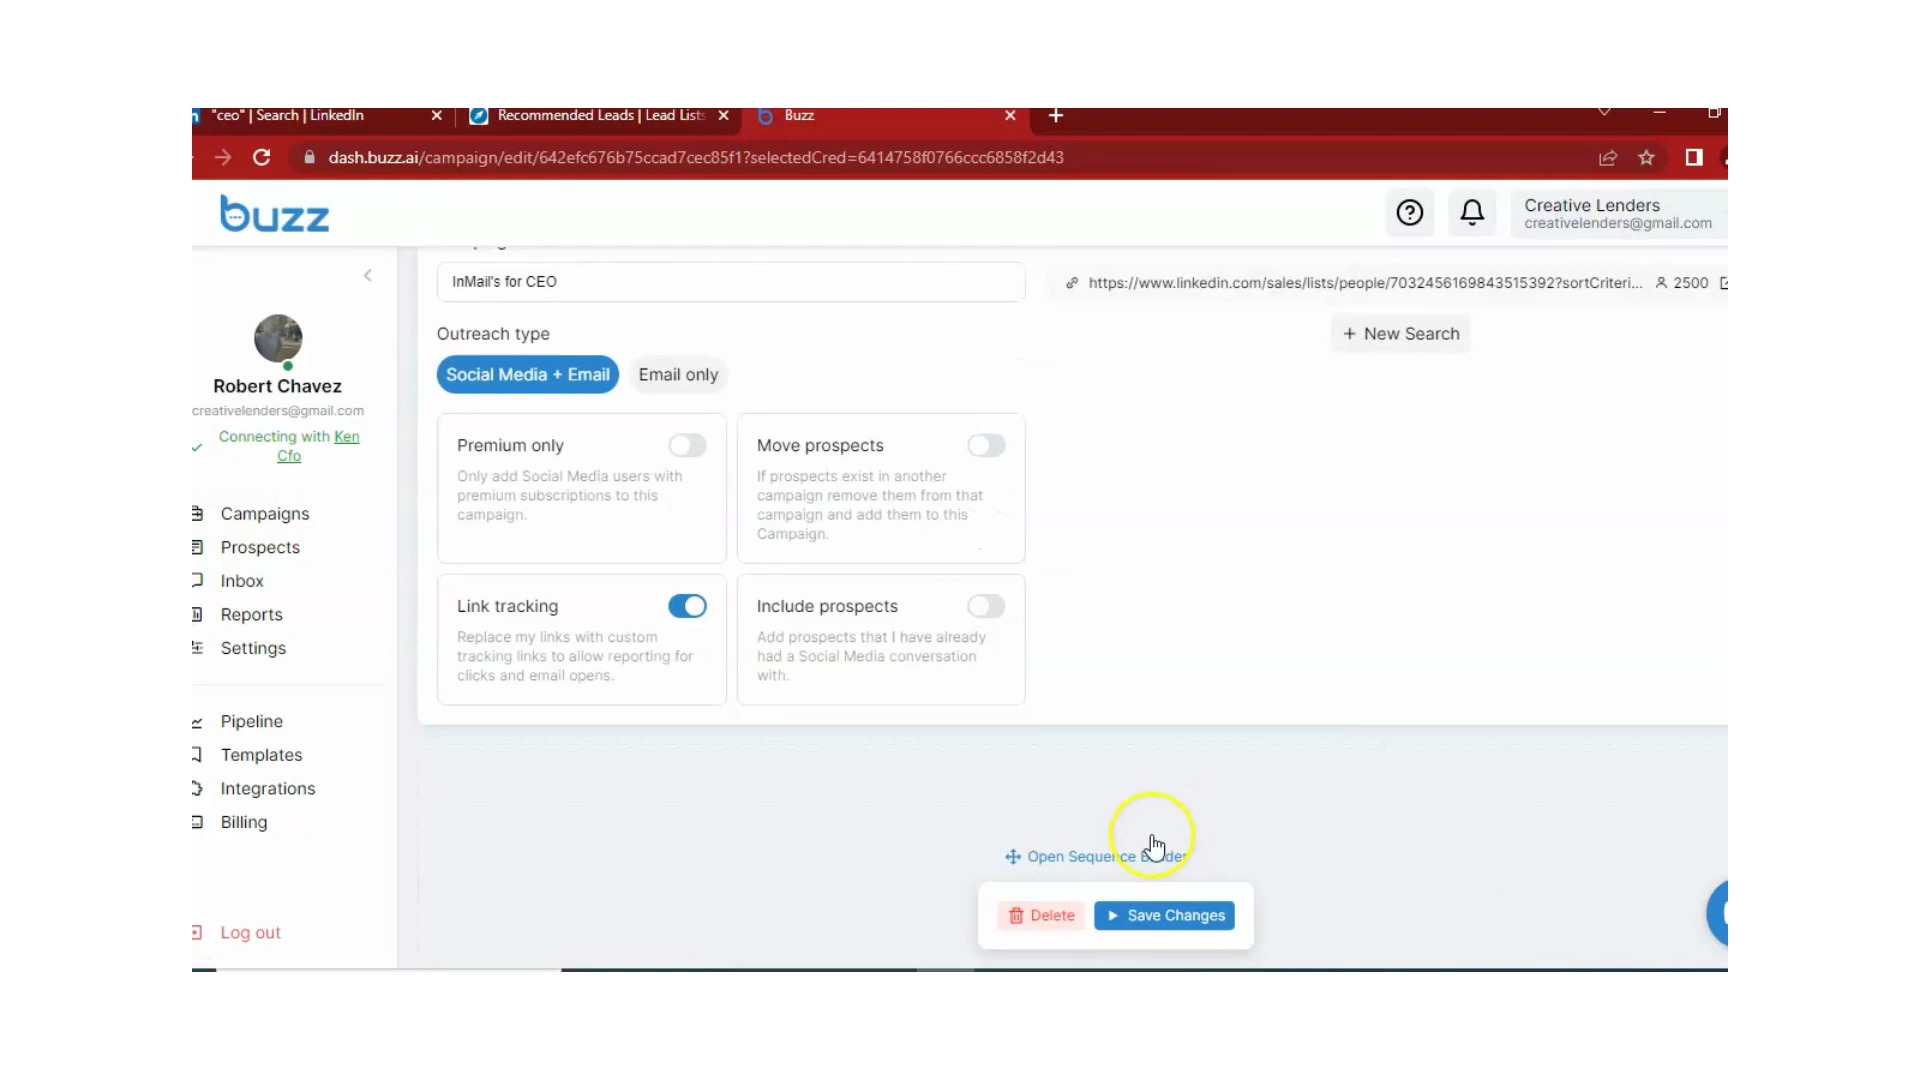 "ceo" | Search | LinkedIn
Recommended Leads | Lead Lists
Buzz
dash.buzz.ai/campaign/edit/642efc676b75ccad7cec85f1?selectedCred=6414758f0766ccc6858f2d43
buzz
Creative Lenders
creativelenders@gmail.com
InMail's for CEO
https://www.linkedin.com/sales/lists/people/7032456169843515392?sortCriteri... 2500
+ New Search
Outreach type
Social Media + Email
Email only
Robert Chavez
creativelenders@gmail.com
Connecting with Ken
Cfo
Premium only
Only add Social Media users with
premium subscriptions to this
campaign.
Move prospects
If prospects exist in another
campaign remove them from that
campaign and add them to this
Campaign.
Link tracking
Replace my links with custom
tracking links to allow reporting for
clicks and email opens.
Include prospects
Add prospects that I have already
had a Social Media conversation
with.
Campaigns
Prospects
Inbox
Reports
Settings
Pipeline
Templates
Integrations
Billing
Log out
Open Sequence
Delete
Save Changes